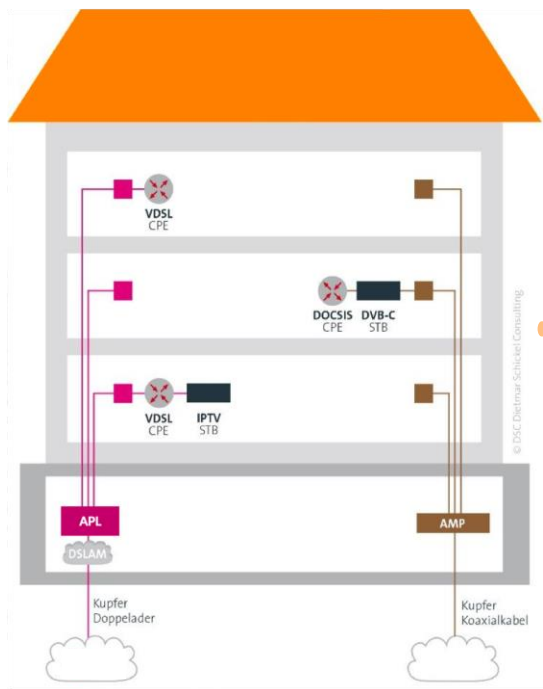 VDSL
CPE
DOCSIS
CPE
DVB-C
STB
VDSL
CPE
IPTV
STB
APL
DSLAM
AMP
Kupfer
Doppelader
Kupfer
Koaxialkabel
© DSC Dietmar Schickel Consulting